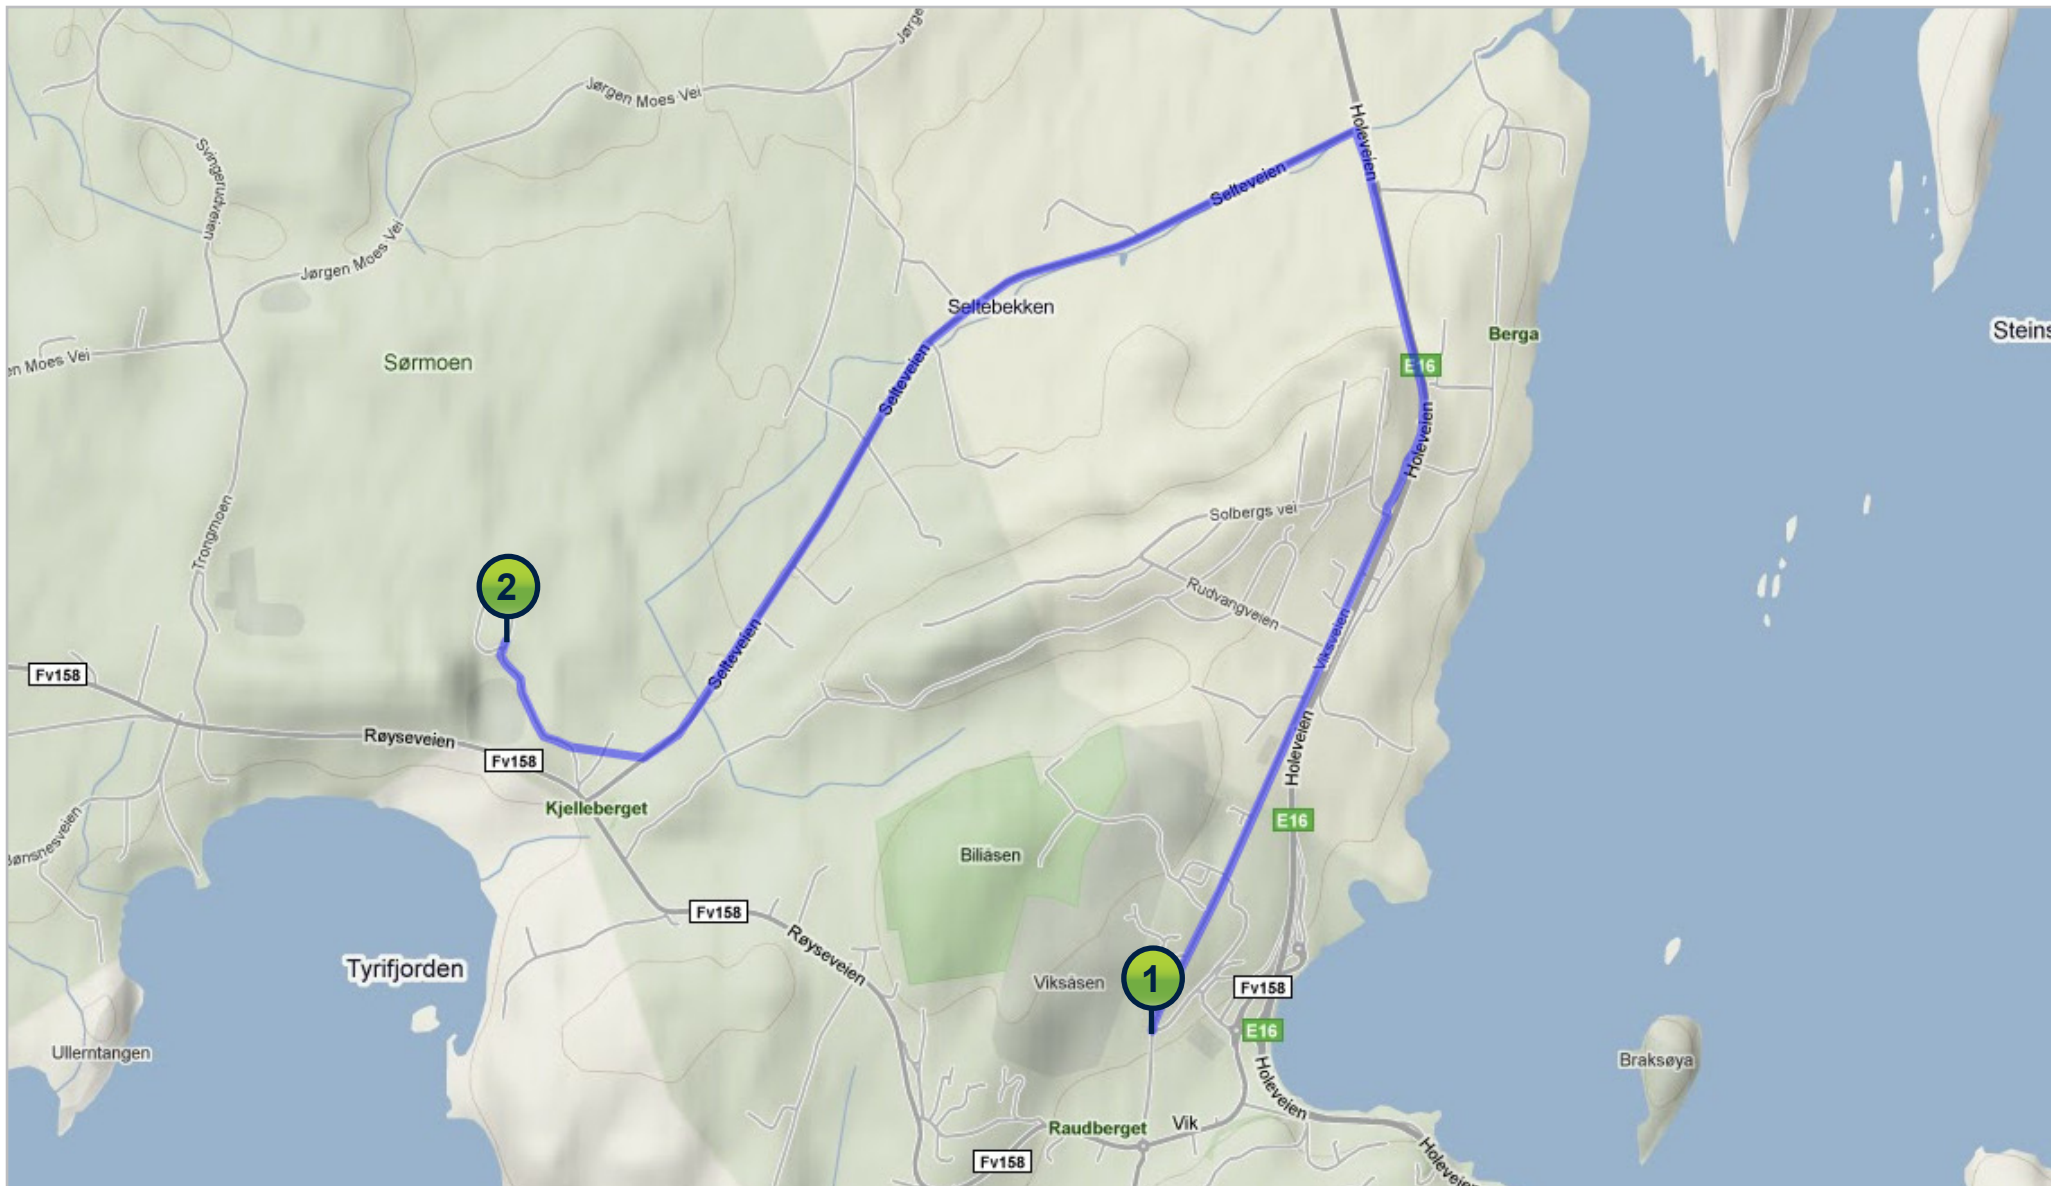 Jørge
Jørgen Moes Vei
Holeveien
Svingerudveien
Selteveien
Jørgen Moes Vei
Seltebekken
Steins
Berga
en Moes Vei
Sørmoen
E16
Selteveien
Holeveien
Solbergs vei
Trongmoen
2
Rudvangveien
Selteveien
Viksveien
Fv158
Røyseveien
Holeveien
Fv158
Kjelleberget
E16
Bønsnesveien
Biliåsen
Fv158
Røyseveien
Tyrifjorden
Viksåsen
1
Fv158
E16
Ullerntangen
Braksøya
Holeveien
Raudberget
Vik
Fv158
Holeveien